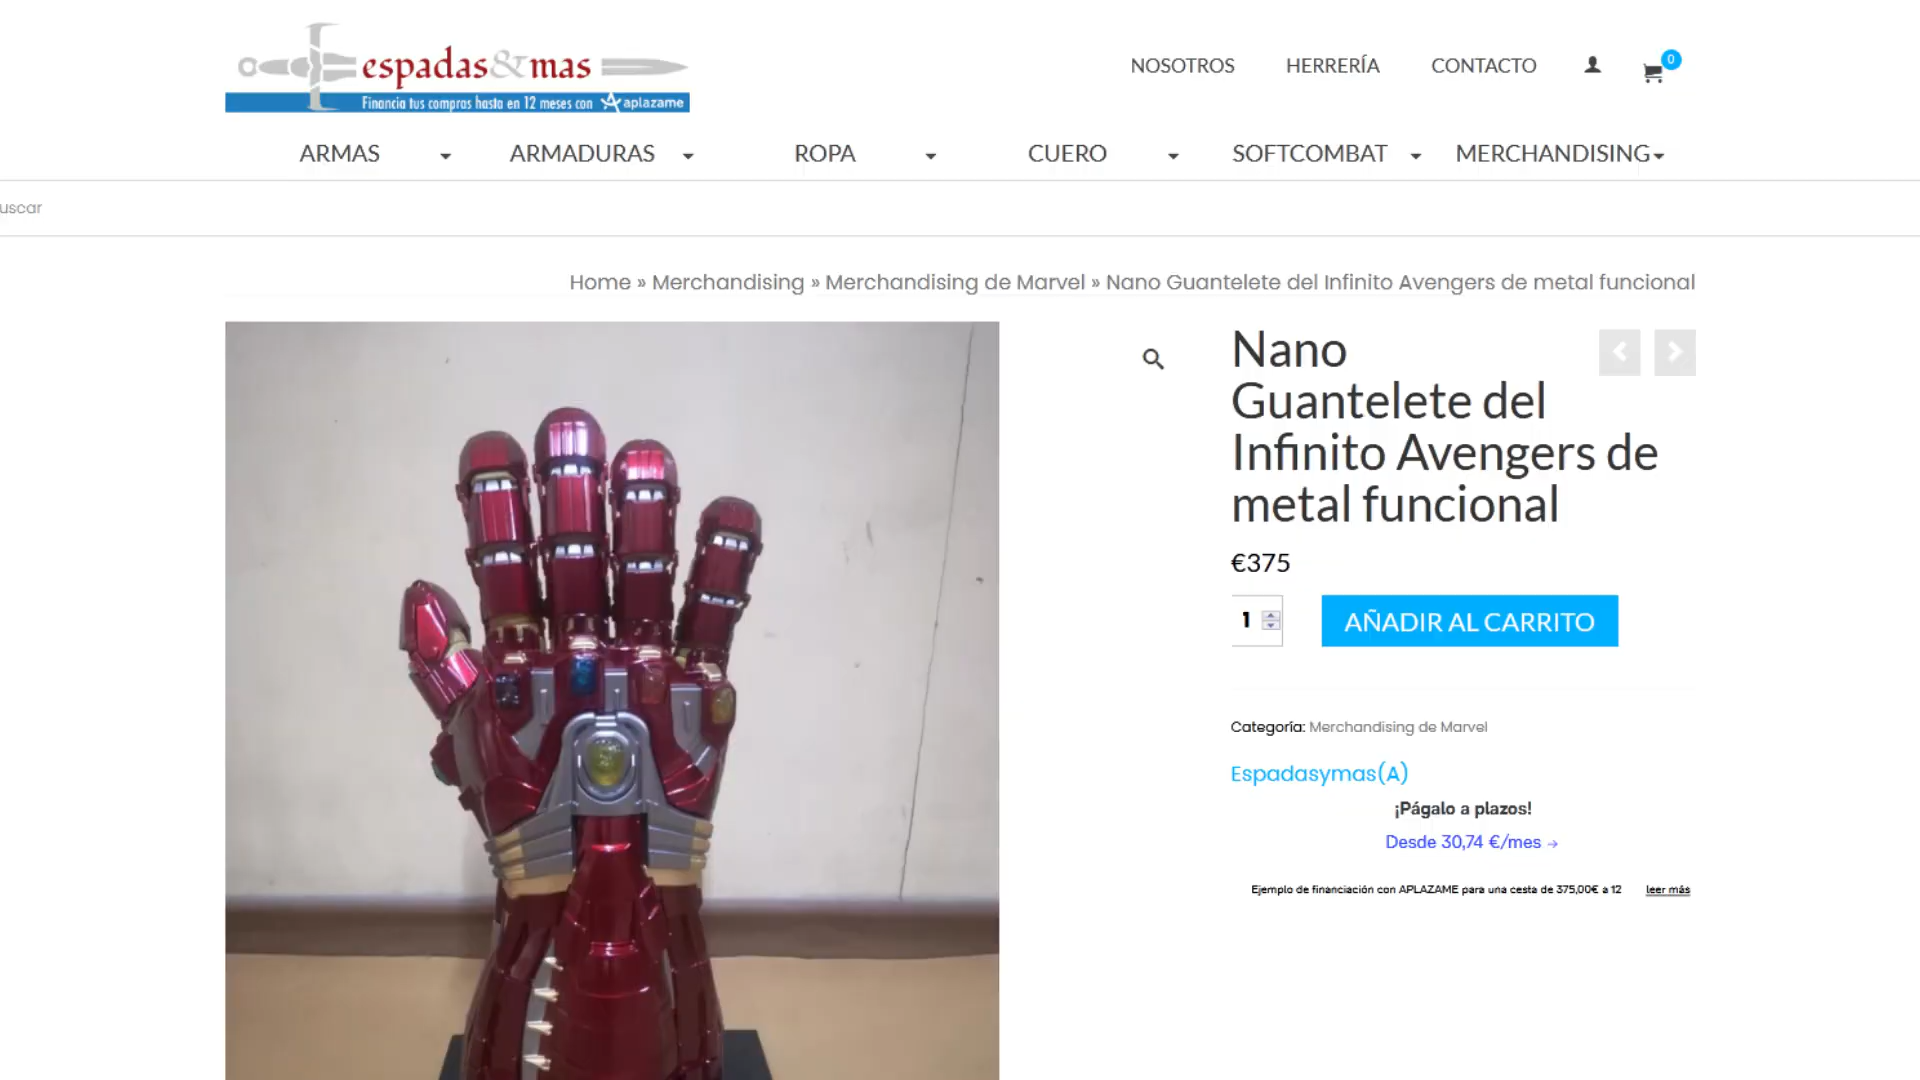 espadas&mas
Financia tus compras hasta en 12 meses con aplazame
NOSOTROS HERRERÍA CONTACTO 0
ARMAS ARMADURAS ROPA CUERO SOFTCOMBAT MERCHANDISING
uscar
Home » Merchandising » Merchandising de Marvel » Nano Guantelete del Infinito Avengers de metal funcional
Nano
Guantelete del
Infinito Avengers de
metal funcional
€375
1 AÑADIR AL CARRITO
Categoría: Merchandising de Marvel
Espadasymas(A)
¡Págalo a plazos!
Desde 30,74 €/mes →
Ejemplo de financiación con APLAZAME para una cesta de 375,00€ a 12 leer más